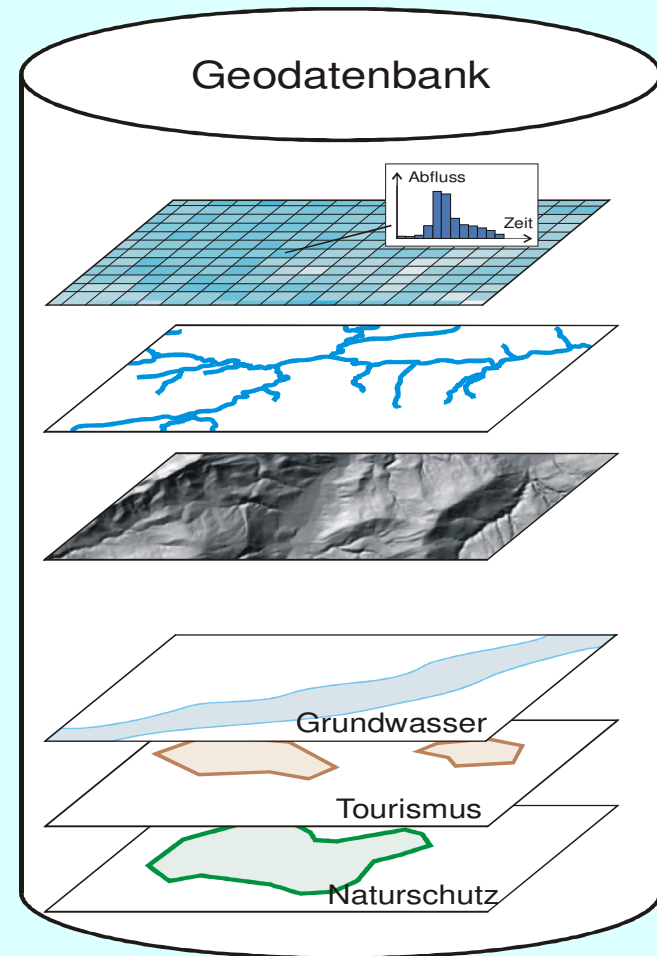 Geodatenbank
Abfluss
Zeit
Grundwasser
Tourismus
Naturschutz